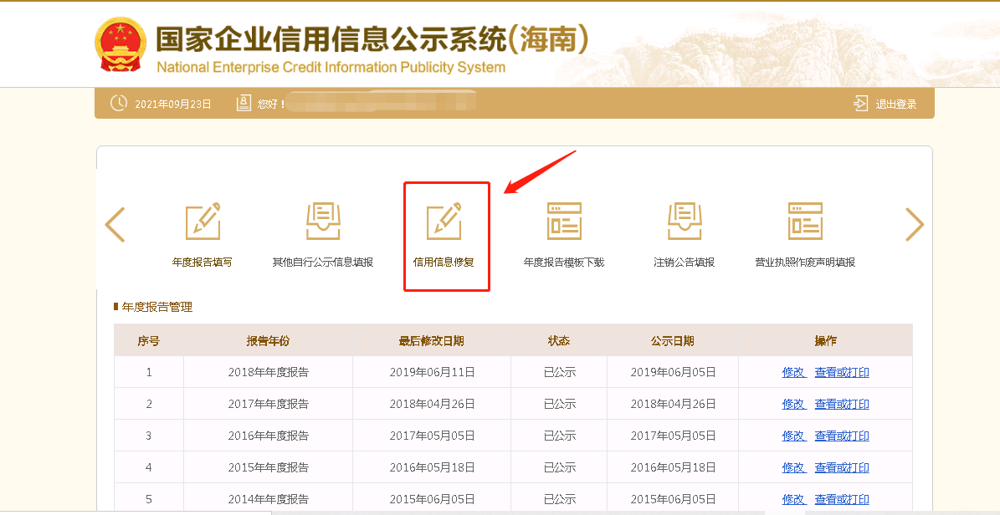 国家企业信用信息公示系统(海南)
National Enterprise Credit Information Publicity System
2021年09月23日 您好！ 退出登录
年度报告填写 其他自行公示信息填报 信用信息修复 年度报告模板下载 注销公告填报 营业执照作废声明填报
年度报告管理
序号 报告年份 最后修改日期 状态 公示日期 操作
1 2018年年度报告 2019年06月11日 已公示 2019年06月05日 修改 查看或打印
2 2017年年度报告 2018年04月26日 已公示 2018年04月26日 修改 查看或打印
3 2016年年度报告 2017年05月05日 已公示 2017年05月05日 修改 查看或打印
4 2015年年度报告 2016年05月18日 已公示 2016年05月18日 修改 查看或打印
5 2014年年度报告 2015年06月05日 已公示 2015年06月05日 修改 查看或打印